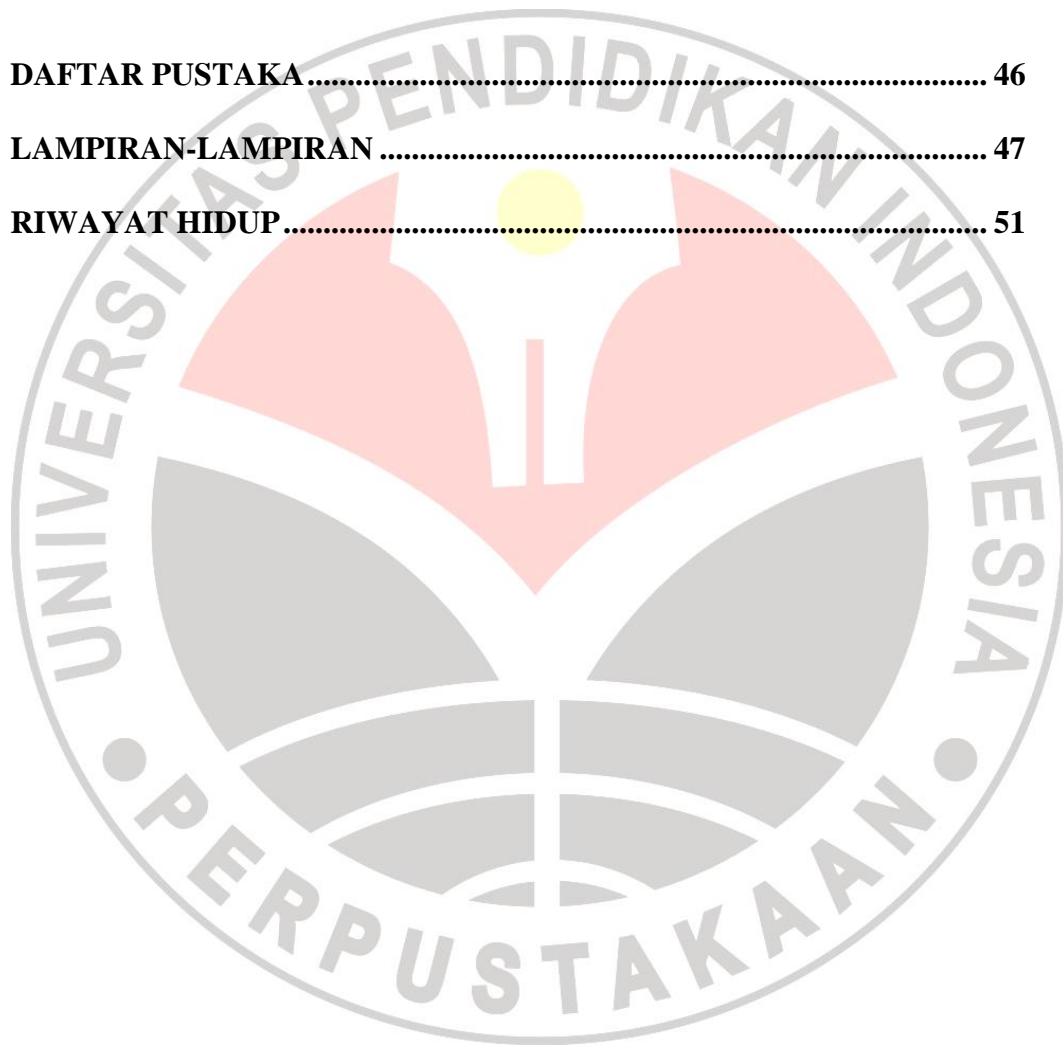 DAFTAR PUSTAKA........................................................................................... 46
LAMPIRAN-LAMPIRAN ................................................................................ 47
RIWAYAT HIDUP............................................................................................ 51
UNIVERSITAS PENDIDIKAN INDONESIA
PERPUSTAKAAN